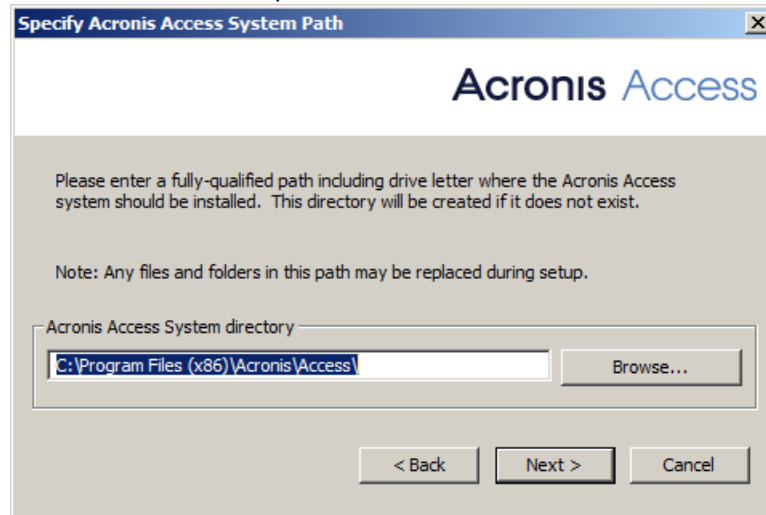 Specify Acronis Access System Path
Acronis Access
Please enter a fully-qualified path including drive letter where the Acronis Access
system should be installed. This directory will be created if it does not exist.
Note: Any files and folders in this path may be replaced during setup.
Acronis Access System directory
C:\Program Files (x86)\Acronis\Access\
Browse...
< Back
Next >
Cancel